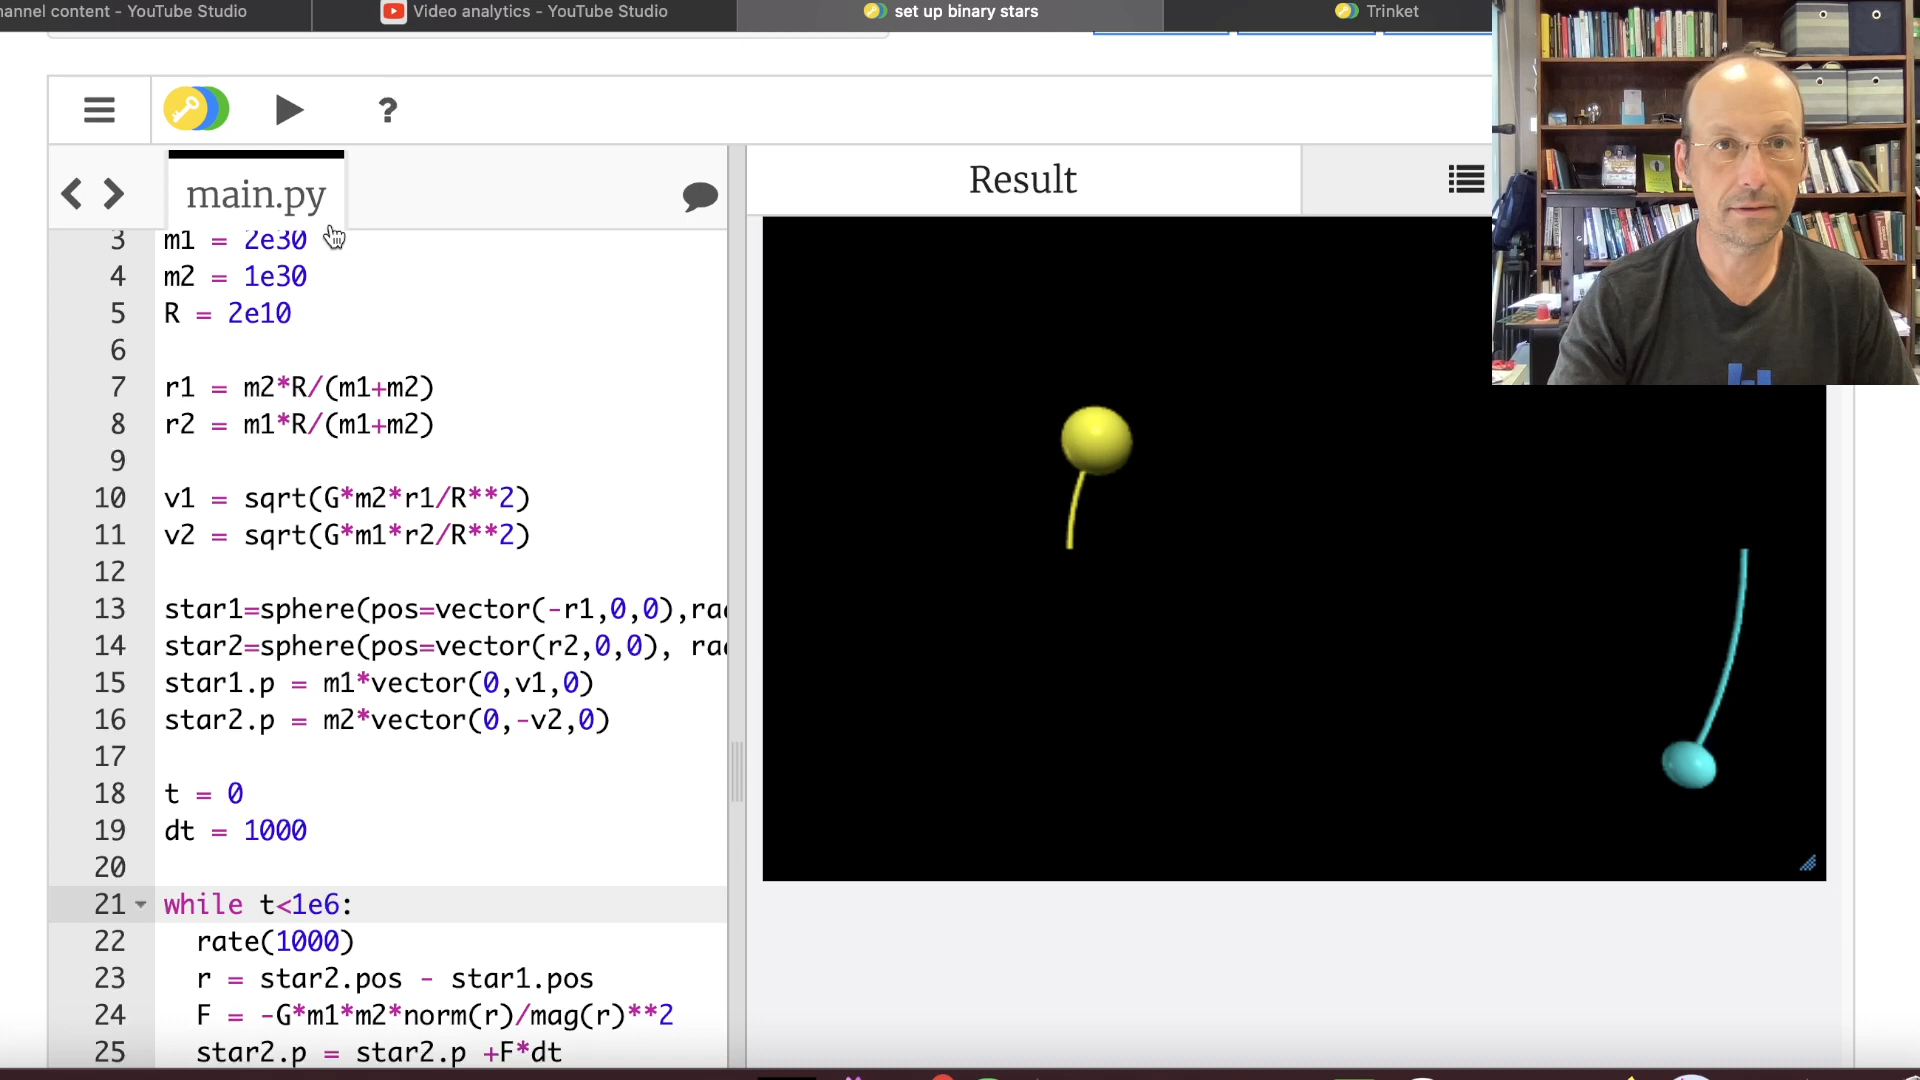 nannel content - YouTube Studio
Video analytics - YouTube Studio
set up binary stars
Trinket
?
main.py
Result
3 m1 = 2e30
4 m2 = 1e30
5 R = 2e10
6
7 r1 = m2*R/(m1+m2)
8 r2 = m1*R/(m1+m2)
9
10 v1 = sqrt(G*m2*r1/R**2)
11 v2 = sqrt(G*m1*r2/R**2)
12
13 star1=sphere(pos=vector(-r1,0,0),ra
14 star2=sphere(pos=vector(r2,0,0), ra
15 star1.p = m1*vector(0,v1,0)
16 star2.p = m2*vector(0,-v2,0)
17
18 t = 0
19 dt = 1000
20
21 while t<1e6:
22 rate(1000)
23 r = star2.pos - star1.pos
24 F = -G*m1*m2*norm(r)/mag(r)**2
25 star2.p = star2.p +F*dt